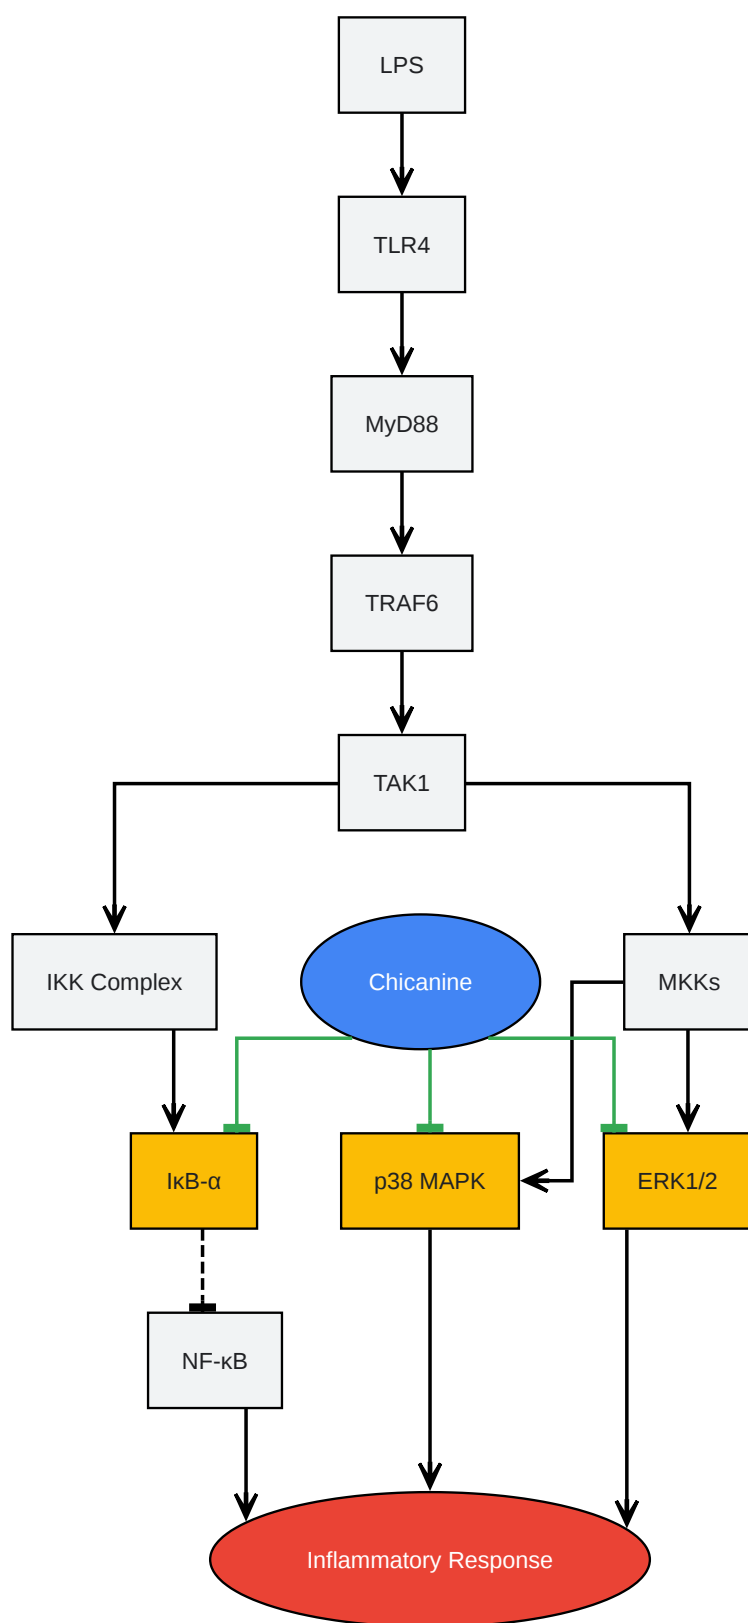 LPS
TLR4
MyD88
TRAF6
TAK1
IKK Complex
Chicanine
MKKs
IκB-α
p38 MAPK
ERK1/2
NF-κB
Inflammatory Response